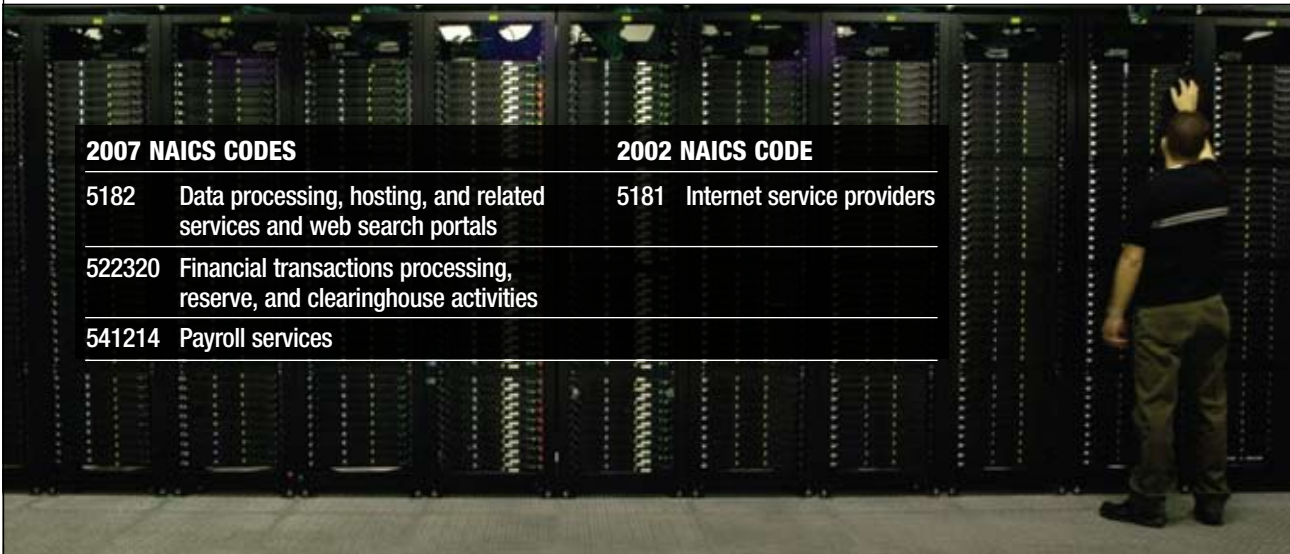 2007 NAICS CODES 2002 NAICS CODE
5182 Data processing, hosting, and related 5181 Internet service providers
services and web search portals
522320 Financial transactions processing,
reserve, and clearinghouse activities
541214 Payroll services